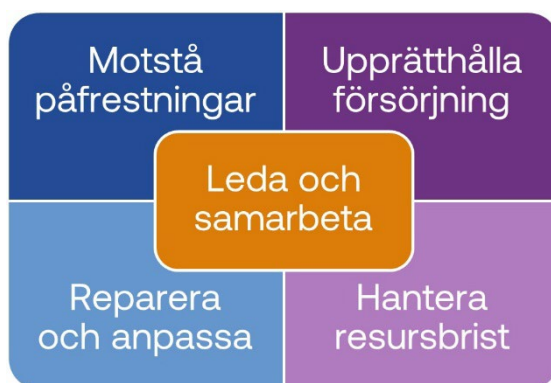 Motstå
påfrestningar
Upprätthålla
försörjning
Leda och
samarbeta
Reparera
och anpassa
Hantera
resursbrist